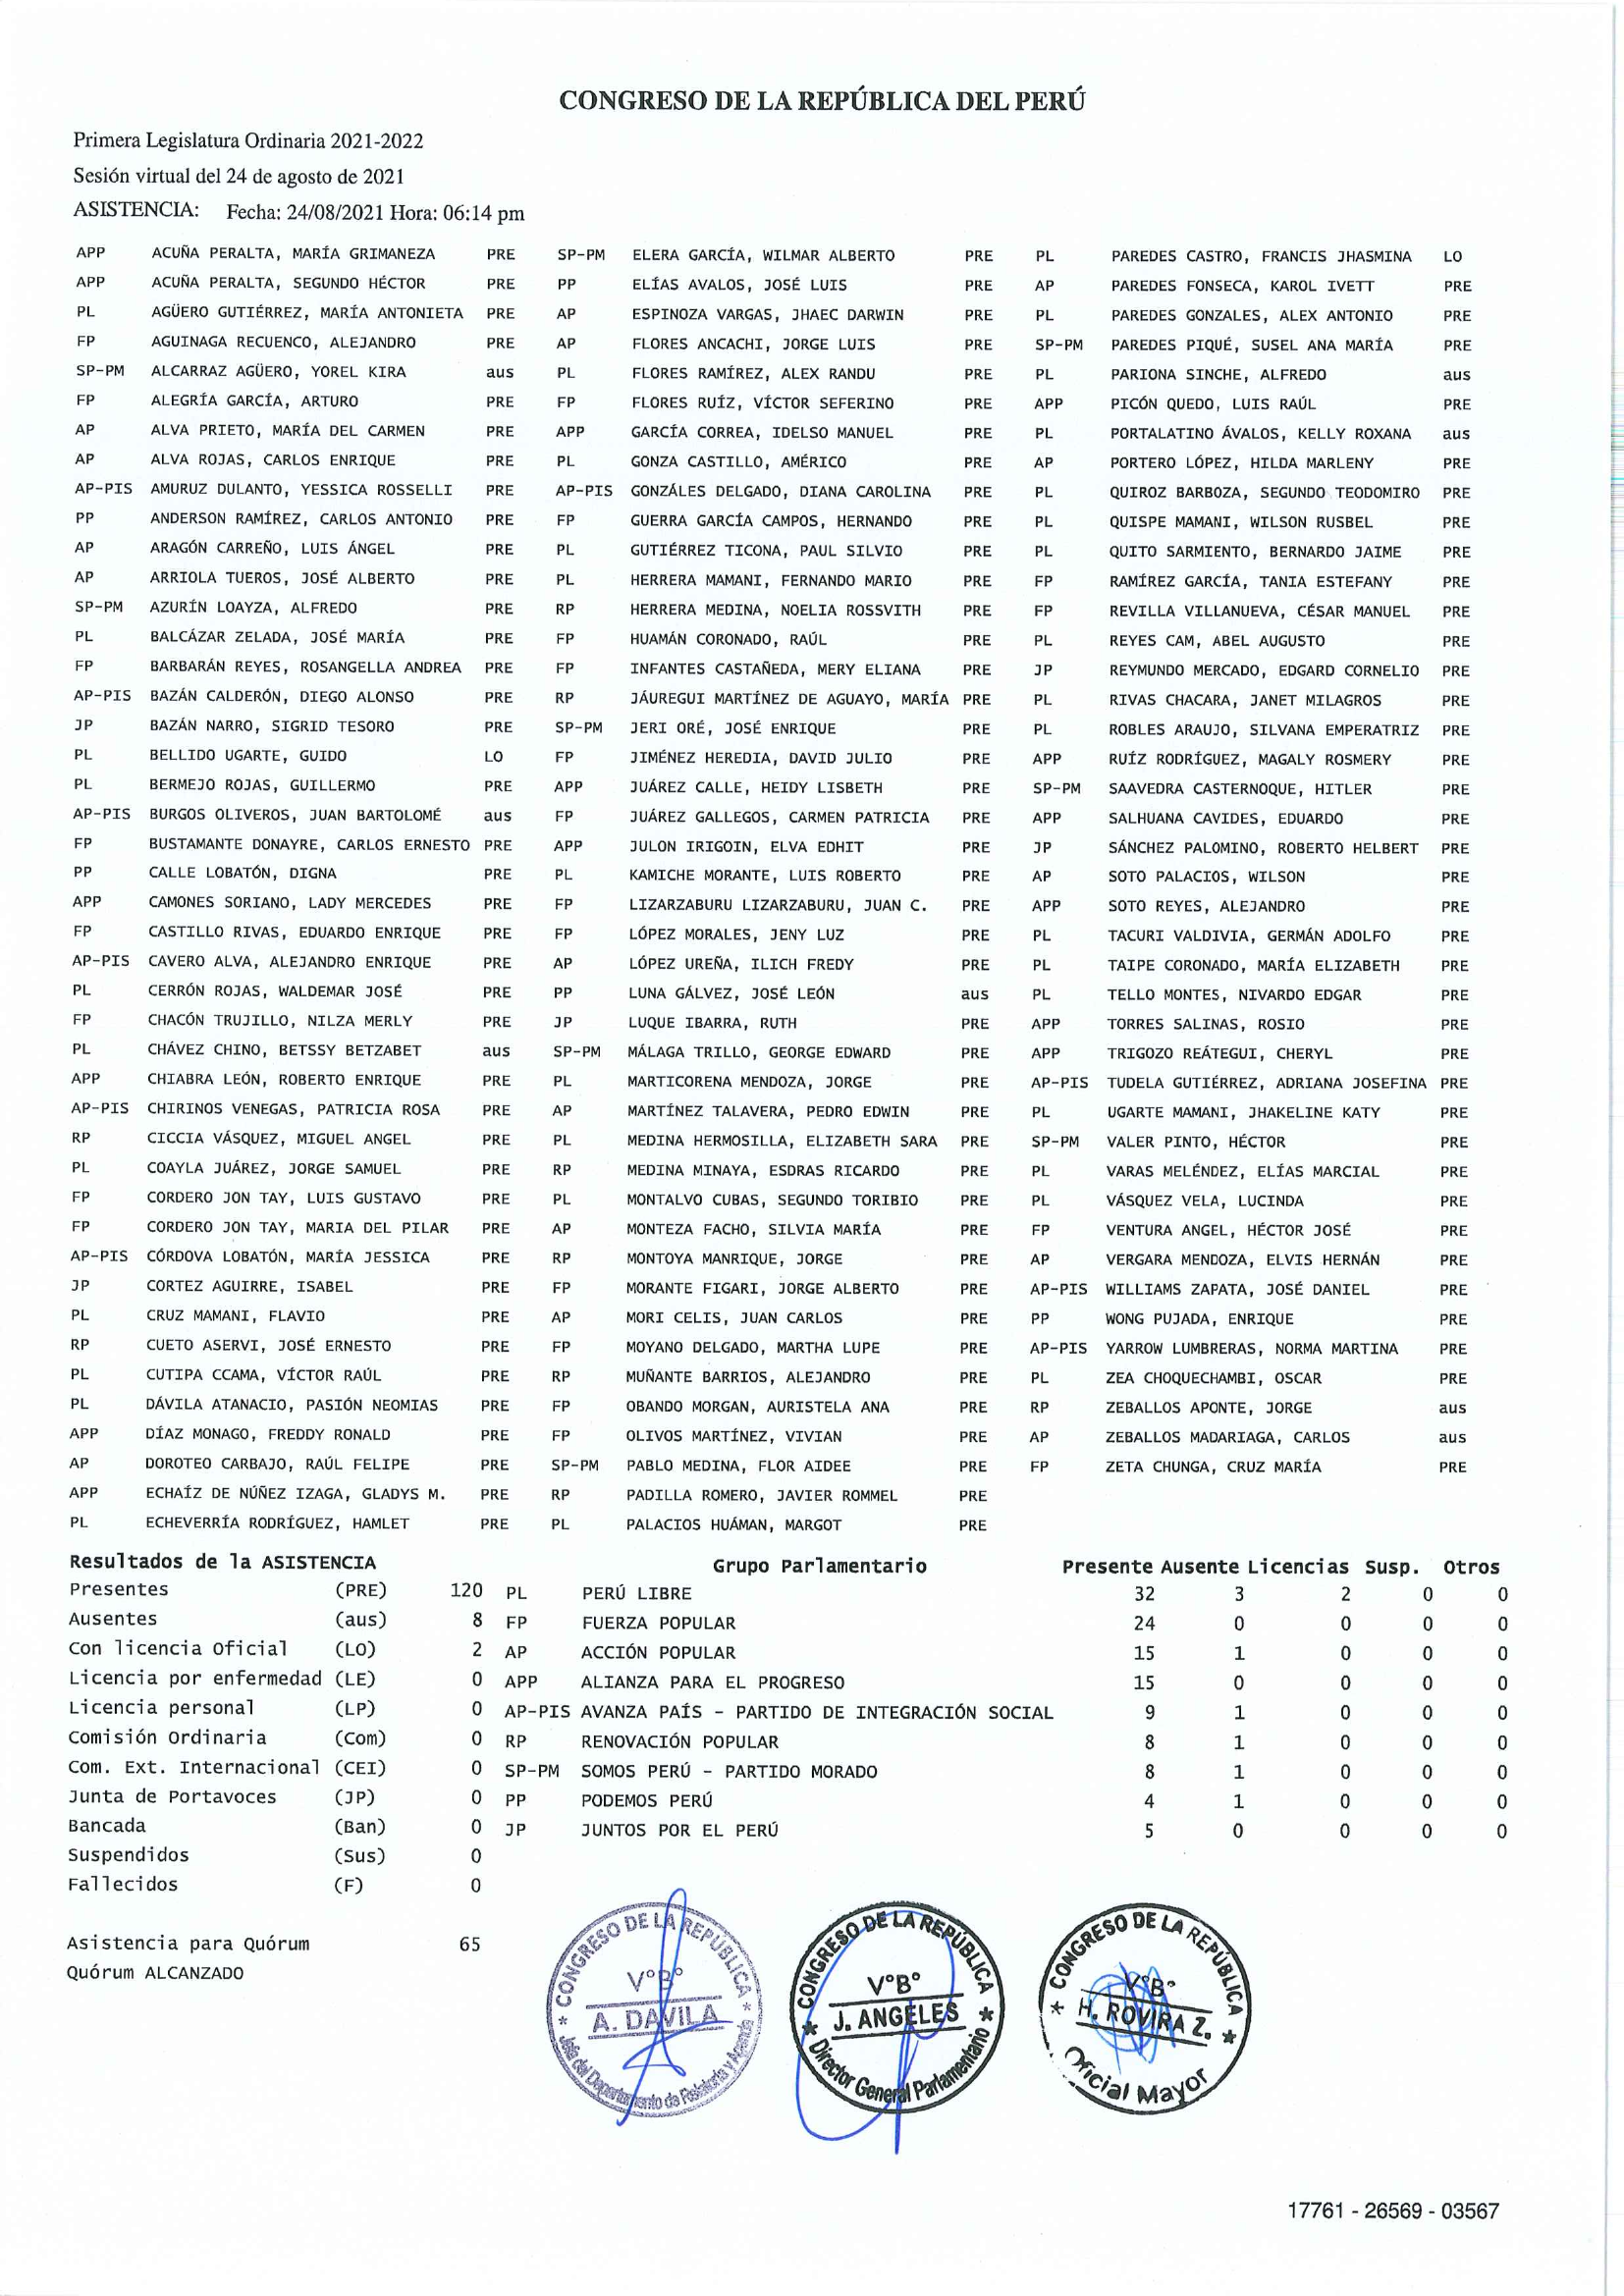 CONGRESO DE LA REPÚBLICA DEL PERÚ
Primera Legislatura Ordinaria 2021-2022
Sesión virtual del 24 de agosto de 2021
ASISTENCIA: Fecha: 24/08/2021 Hora: 06:14 pm
APP ACUÑA PERALTA, MARÍA GRIMANEZA PRE SP-PM ELERA GARCÍA, WILMAR ALBERTO PRE PL PAREDES CASTRO, FRANCIS JHASMINA LO
APP ACUÑA PERALTA, SEGUNDO HÉCTOR PRE PP ELÍAS AVALOS, JOSÉ LUIS PRE AP PAREDES FONSECA, KAROL IVETT PRE
PL AGÜERO GUTIÉRREZ, MARÍA ANTONIETA PRE AP ESPINOZA VARGAS, JHAEC DARWIN PRE PL PAREDES GONZALES, ALEX ANTONIO PRE
FP AGUINAGA RECUENCO, ALEJANDRO PRE AP FLORES ANCACHI, JORGE LUIS PRE SP-PM PAREDES PIQUÉ, SUSEL ANA MARÍA PRE
SP-PM ALCARRAZ AGÜERO, YOREL KIRA aus PL FLORES RAMÍREZ, ALEX RANDU PRE PL PARIONA SINCHE, ALFREDO aus
FP ALEGRÍA GARCÍA, ARTURO PRE FP FLORES RUÍZ, VÍCTOR SEFERINO PRE APP PICÓN QUEDO, LUIS RAÚL PRE
AP ALVA PRIETO, MARÍA DEL CARMEN PRE APP GARCÍA CORREA, IDELSO MANUEL PRE PL PORTALATINO ÁVALOS, KELLY ROXANA aus
AP ALVA ROJAS, CARLOS ENRIQUE PRE PL GONZA CASTILLO, AMÉRICO PRE AP PORTERO LÓPEZ, HILDA MARLENY PRE
AP-PIS AMURUZ DULANTO, YESSICA ROSSELLI PRE AP-PIS GONZÁLES DELGADO, DIANA CAROLINA PRE PL QUIROZ BARBOZA, SEGUNDO TEODOMIRO PRE
PP ANDERSON RAMÍREZ, CARLOS ANTONIO PRE FP GUERRA GARCÍA CAMPOS, HERNANDO PRE PL QUISPE MAMANI, WILSON RUSBEL PRE
AP ARAGÓN CARREÑO, LUIS ÁNGEL PRE PL GUTIÉRREZ TICONA, PAUL SILVIO PRE PL QUITO SARMIENTO, BERNARDO JAIME PRE
AP ARRIOLA TUEROS, JOSÉ ALBERTO PRE PL HERRERA MAMANI, FERNANDO MARIO PRE FP RAMÍREZ GARCÍA, TANIA ESTEFANY PRE
SP-PM AZURÍN LOAYZA, ALFREDO PRE RP HERRERA MEDINA, NOELIA ROSSVITH PRE FP REVILLA VILLANUEVA, CÉSAR MANUEL PRE
PL BALCÁZAR ZELADA, JOSÉ MARÍA PRE FP HUAMÁN CORONADO, RAÚL PRE PL REYES CAM, ABEL AUGUSTO PRE
FP BARBARÁN REYES, ROSANGELLA ANDREA PRE FP INFANTES CASTAÑEDA, MERY ELIANA PRE JP REYMUNDO MERCADO, EDGARD CORNELIO PRE
AP-PIS BAZÁN CALDERÓN, DIEGO ALONSO PRE RP JÁUREGUI MARTÍNEZ DE AGUAYO, MARÍA PRE PL RIVAS CHACARA, JANET MILAGROS PRE
JP BAZÁN NARRO, SIGRID TESORO PRE SP-PM JERI ORÉ, JOSÉ ENRIQUE PRE PL ROBLES ARAUJO, SILVANA EMPERATRIZ PRE
PL BELLIDO UGARTE, GUIDO LO FP JIMÉNEZ HEREDIA, DAVID JULIO PRE APP RUÍZ RODRÍGUEZ, MAGALY ROSMERY PRE
PL BERMEJO ROJAS, GUILLERMO PRE APP JUÁREZ CALLE, HEIDY LISBETH PRE SP-PM SAAVEDRA CASTERNOQUE, HITLER PRE
AP-PIS BURGOS OLIVEROS, JUAN BARTOLOMÉ aus FP JUÁREZ GALLEGOS, CARMEN PATRICIA PRE APP SALHUANA CAVIDES, EDUARDO PRE
FP BUSTAMANTE DONAYRE, CARLOS ERNESTO PRE APP JULON IRIGOIN, ELVA EDHIT PRE JP SÁNCHEZ PALOMINO, ROBERTO HELBERT PRE
PP CALLE LOBATÓN, DIGNA PRE PL KAMICHE MORANTE, LUIS ROBERTO PRE AP SOTO PALACIOS, WILSON PRE
APP CAMONES SORIANO, LADY MERCEDES PRE FP LIZARZABURU LIZARZABURU, JUAN C. PRE APP SOTO REYES, ALEJANDRO PRE
FP CASTILLO RIVAS, EDUARDO ENRIQUE PRE FP LÓPEZ MORALES, JENY LUZ PRE PL TACURI VALDIVIA, GERMÁN ADOLFO PRE
AP-PIS CAVERO ALVA, ALEJANDRO ENRIQUE PRE AP LÓPEZ UREÑA, ILICH FREDY PRE PL TAIPE CORONADO, MARÍA ELIZABETH PRE
PL CERRÓN ROJAS, WALDEMAR JOSÉ PRE PP LUNA GÁLVEZ, JOSÉ LEÓN aus PL TELLO MONTES, NIVARDO EDGAR PRE
FP CHACÓN TRUJILLO, NILZA MERLY PRE JP LUQUE IBARRA, RUTH PRE APP TORRES SALINAS, ROSIO PRE
PL CHÁVEZ CHINO, BETSSY BETZABET aus SP-PM MÁLAGA TRILLO, GEORGE EDWARD PRE APP TRIGOZO REÁTEGUI, CHERYL PRE
APP CHIABRA LEÓN, ROBERTO ENRIQUE PRE PL MARTICORENA MENDOZA, JORGE PRE AP-PIS TUDELA GUTIÉRREZ, ADRIANA JOSEFINA PRE
AP-PIS CHIRINOS VENEGAS, PATRICIA ROSA PRE AP MARTÍNEZ TALAVERA, PEDRO EDWIN PRE PL UGARTE MAMANI, JHAKELINE KATY PRE
RP CICCIA VÁSQUEZ, MIGUEL ANGEL PRE PL MEDINA HERMOSILLA, ELIZABETH SARA PRE SP-PM VALER PINTO, HÉCTOR PRE
PL COAYLA JUÁREZ, JORGE SAMUEL PRE RP MEDINA MINAYA, ESDRAS RICARDO PRE PL VARAS MELÉNDEZ, ELÍAS MARCIAL PRE
FP CORDERO JON TAY, LUIS GUSTAVO PRE PL MONTALVO CUBAS, SEGUNDO TORIBIO PRE PL VÁSQUEZ VELA, LUCINDA PRE
FP CORDERO JON TAY, MARIA DEL PILAR PRE AP MONTEZA FACHO, SILVIA MARÍA PRE FP VENTURA ANGEL, HÉCTOR JOSÉ PRE
AP-PIS CÓRDOVA LOBATÓN, MARÍA JESSICA PRE RP MONTOYA MANRIQUE, JORGE PRE AP VERGARA MENDOZA, ELVIS HERNÁN PRE
JP CORTEZ AGUIRRE, ISABEL PRE FP MORANTE FIGARI, JORGE ALBERTO PRE AP-PIS WILLIAMS ZAPATA, JOSÉ DANIEL PRE
PL CRUZ MAMANI, FLAVIO PRE AP MORI CELIS, JUAN CARLOS PRE PP WONG PUJADA, ENRIQUE PRE
RP CUETO ASERVI, JOSÉ ERNESTO PRE FP MOYANO DELGADO, MARTHA LUPE PRE AP-PIS YARROW LUMBRERAS, NORMA MARTINA PRE
PL CUTIPA CCAMA, VÍCTOR RAÚL PRE RP MUÑANTE BARRIOS, ALEJANDRO PRE PL ZEA CHOQUECHAMBI, OSCAR PRE
PL DÁVILA ATANACIO, PASIÓN NEOMIAS PRE FP OBANDO MORGAN, AURISTELA ANA PRE RP ZEBALLOS APONTE, JORGE aus
APP DÍAZ MONAGO, FREDDY RONALD PRE FP OLIVOS MARTÍNEZ, VIVIAN PRE AP ZEBALLOS MADARIAGA, CARLOS aus
AP DOROTEO CARBAJO, RAÚL FELIPE PRE SP-PM PABLO MEDINA, FLOR AIDEE PRE FP ZETA CHUNGA, CRUZ MARÍA PRE
APP ECHAÍZ DE NÚÑEZ IZAGA, GLADYS M. PRE RP PADILLA ROMERO, JAVIER ROMMEL PRE
PL ECHEVERRÍA RODRÍGUEZ, HAMLET PRE PL PALACIOS HUÁMAN, MARGOT PRE
Resultados de la ASISTENCIA Grupo Parlamentario Presente Ausente Licencias Susp. Otros
Presentes (PRE) 120 PL PERÚ LIBRE 32 3 2 0 0
Ausentes (aus) 8 FP FUERZA POPULAR 24 0 0 0 0
Con licencia Oficial (LO) 2 AP ACCIÓN POPULAR 15 1 0 0 0
Licencia por enfermedad (LE) 0 APP ALIANZA PARA EL PROGRESO 15 0 0 0 0
Licencia personal (LP) 0 AP-PIS AVANZA PAÍS - PARTIDO DE INTEGRACIÓN SOCIAL 9 1 0 0 0
Comisión Ordinaria (Com) 0 RP RENOVACIÓN POPULAR 8 1 0 0 0
Com. Ext. Internacional (CEI) 0 SP-PM SOMOS PERÚ - PARTIDO MORADO 8 1 0 0 0
Junta de Portavoces (JP) 0 PP PODEMOS PERÚ 4 1 0 0 0
Bancada (Ban) 0 JP JUNTOS POR EL PERÚ 5 0 0 0 0
Suspendidos (Sus) 0
Fallecidos (F) 0
Asistencia para Quórum 65
Quórum ALCANZADO
CONGRESO DE LA REPÚBLICA
V°B°
A. DAVILA
Jefa del Departamento de Relatoría y Agenda
CONGRESO DE LA REPÚBLICA
V°B°
J. ANGELES
Director General Parlamentario
CONGRESO DE LA REPÚBLICA
V°B°
H. ROVIRA Z.
Oficial Mayor
17761 - 26569 - 03567